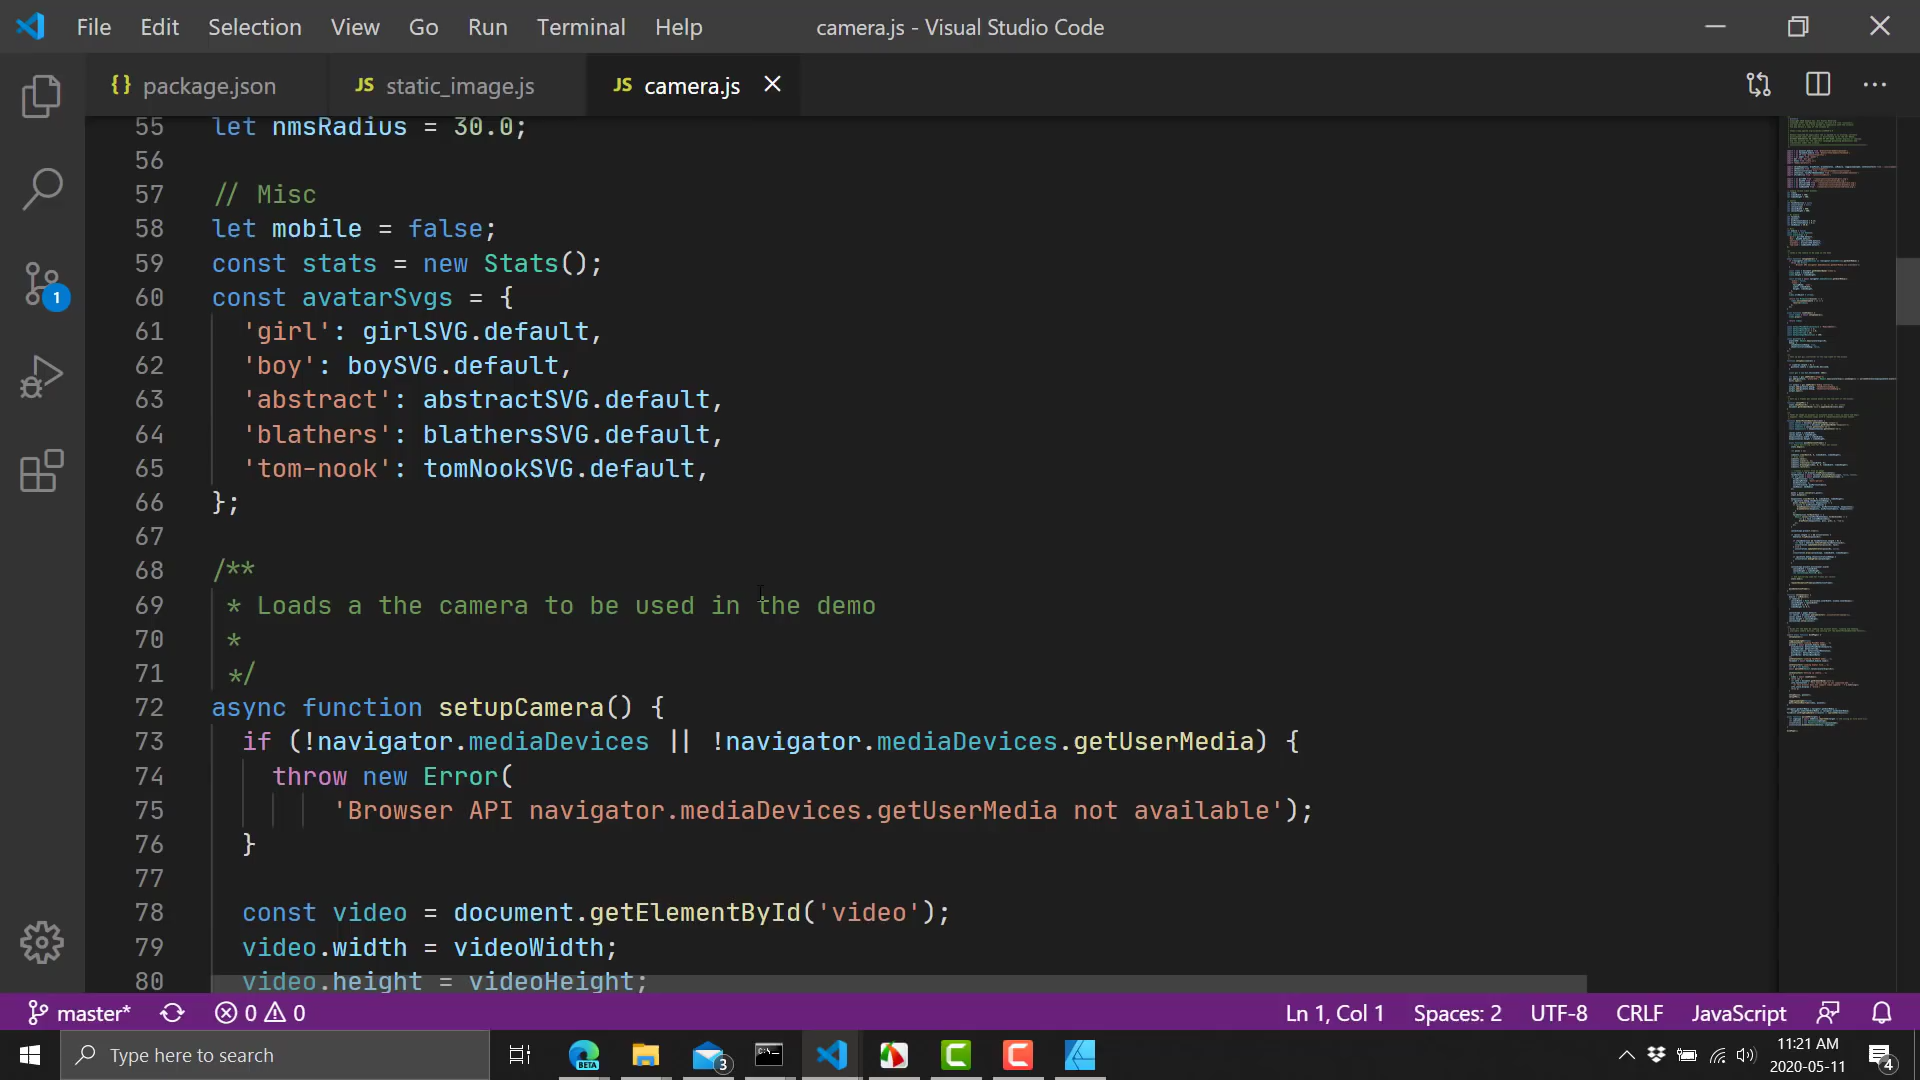 File Edit Selection View Go Run Terminal Help camera.js - Visual Studio Code
{} package.json JS static_image.js JS camera.js
55 let nmsRadius = 30.0;
56
57 // Misc
58 let mobile = false;
59 const stats = new Stats();
60 const avatarSvgs = {
61 'girl': girlSVG.default,
62 'boy': boySVG.default,
63 'abstract': abstractSVG.default,
64 'blathers': blathersSVG.default,
65 'tom-nook': tomNookSVG.default,
66 };
67
68 /**
69 * Loads a the camera to be used in the demo
70 *
71 */
72 async function setupCamera() {
73 if (!navigator.mediaDevices || !navigator.mediaDevices.getUserMedia) {
74 throw new Error(
75 'Browser API navigator.mediaDevices.getUserMedia not available');
76 }
77
78 const video = document.getElementById('video');
79 video.width = videoWidth;
80 video.height = videoHeight;
1
master* 0 0 Ln 1, Col 1 Spaces: 2 UTF-8 CRLF JavaScript
Type here to search BETA 3 11:21 AM
2020-05-11 4